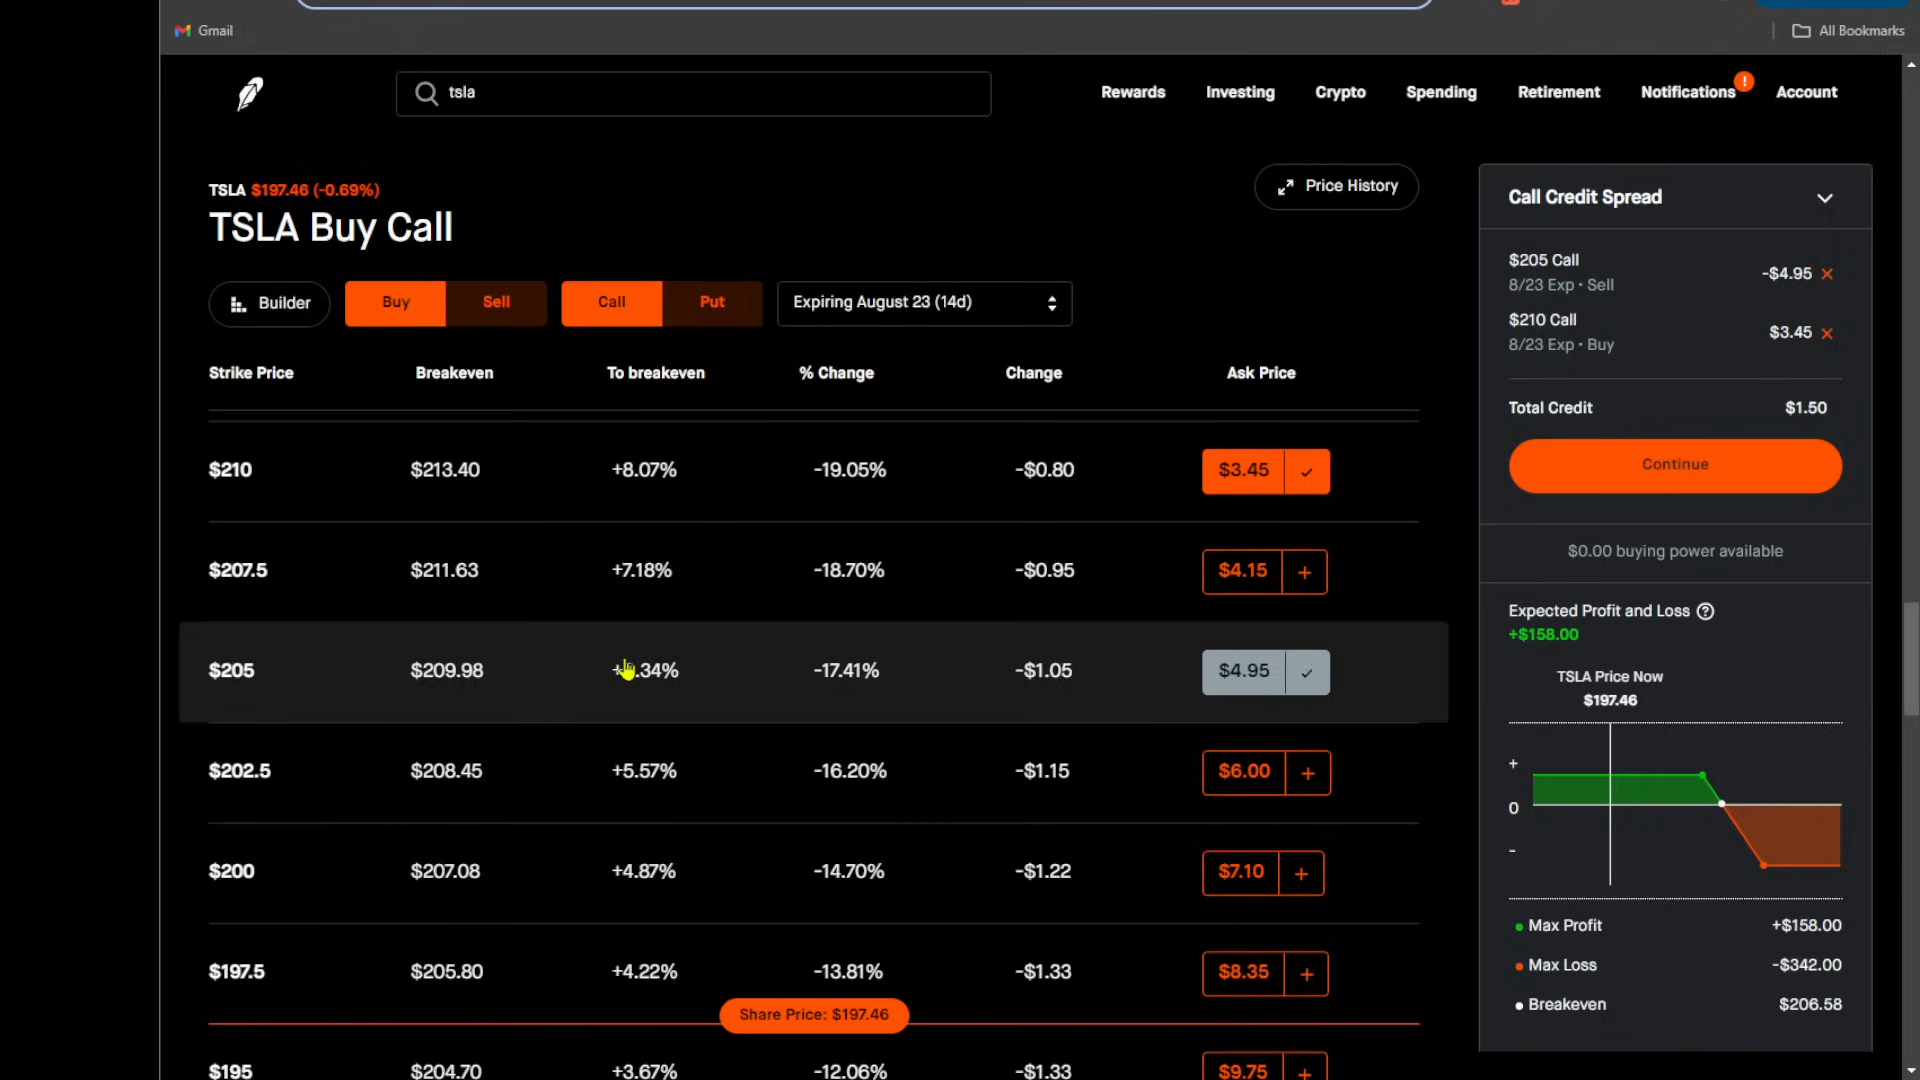 Gmail
All Bookmarks
tsla
Rewards
Investing
Crypto
Spending
Retirement
Notifications
!
Account
TSLA $197.46 (-0.69%)
TSLA Buy Call
Price History
Builder
Buy
Sell
Call
Put
Expiring August 23 (14d)
Strike Price Breakeven To breakeven % Change Change Ask Price
$210 $213.40 +8.07% -19.05% -$0.80 $3.45
$207.5 $211.63 +7.18% -18.70% -$0.95 $4.15 +
$205 $209.98 .34% -17.41% -$1.05 $4.95
$202.5 $208.45 +5.57% -16.20% -$1.15 $6.00 +
$200 $207.08 +4.87% -14.70% -$1.22 $7.10 +
$197.5 $205.80 +4.22% -13.81% -$1.33 $8.35 +
Share Price: $197.46
$195 $204.70 +3.67% -12.06% -$1.33 $9.75 +
Call Credit Spread
$205 Call
8/23 Exp • Sell
-$4.95
$210 Call
8/23 Exp • Buy
$3.45
Total Credit $1.50
Continue
$0.00 buying power available
Expected Profit and Loss ?
+$158.00
TSLA Price Now
$197.46
+
0
-
Max Profit +$158.00
Max Loss -$342.00
Breakeven $206.58